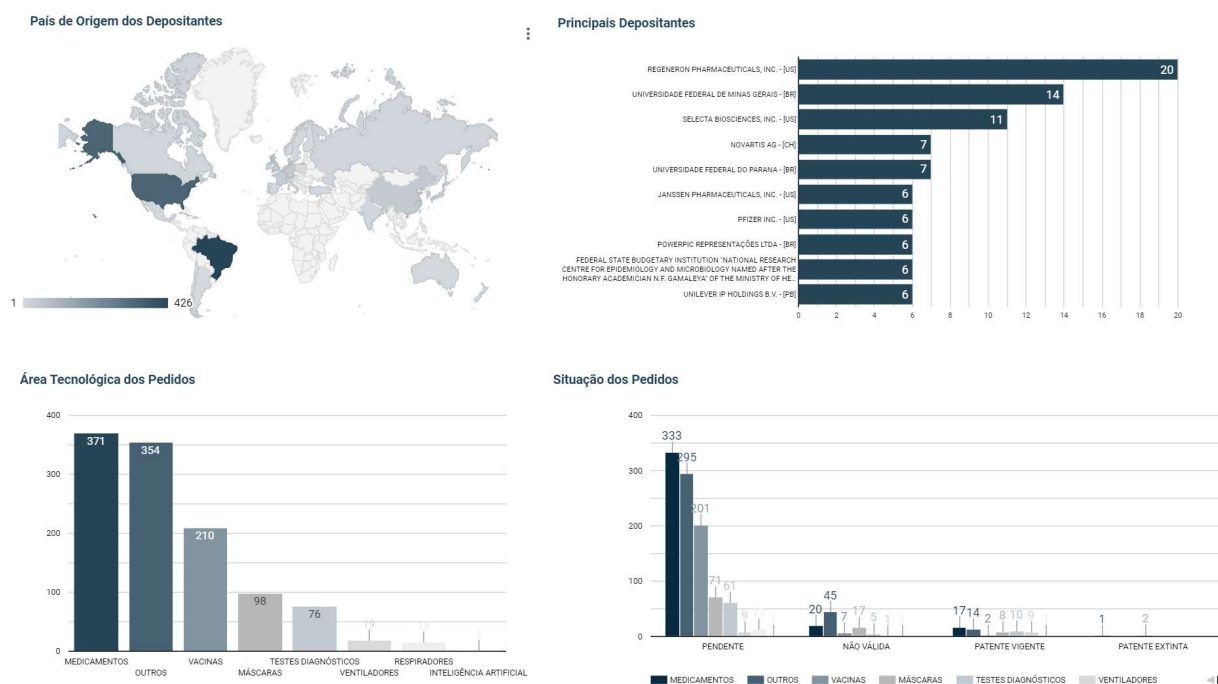 País de Origem dos Depositantes
1
426
Principais Depositantes
REGENERON PHARMACEUTICALS, INC. - [US]
20
UNIVERSIDADE FEDERAL DE MINAS GERAIS - [BR]
14
SELECTA BIOSCIENCES, INC. - [US]
11
NOVARTIS AG - [CH]
7
UNIVERSIDADE FEDERAL DO PARANA - [BR]
7
JANSSEN PHARMACEUTICALS, INC. - [US]
6
PFIZER INC. - [US]
6
POWERPIC REPRESENTAÇÕES LTDA - [BR]
6
FEDERAL STATE BUDGETARY INSTITUTION "NATIONAL RESEARCH
CENTRE FOR EPIDEMIOLOGY AND MICROBIOLOGY NAMED AFTER THE
HONORARY ACADEMICIAN N.F. GAMALEYA" OF THE MINISTRY OF HE...
6
UNILEVER IP HOLDINGS B.V. - [PB]
6
0 2 4 6 8 10 12 14 16 18 20
Área Tecnológica dos Pedidos
400
300
200
100
0
371
354
210
98
76
19
15
1
MEDICAMENTOS VACINAS TESTES DIAGNÓSTICOS RESPIRADORES
OUTROS MÁSCARAS VENTILADORES INTELIGÊNCIA ARTIFICIAL
Situação dos Pedidos
400
300
200
100
0
333
295
201
71
61
9
20
45
7
17
5
1
1
17
14
2
8
10
9
1
1
2
PENDENTE NÃO VÁLIDA PATENTE VIGENTE PATENTE EXTINTA
MEDICAMENTOS OUTROS VACINAS MÁSCARAS TESTES DIAGNÓSTICOS VENTILADORES